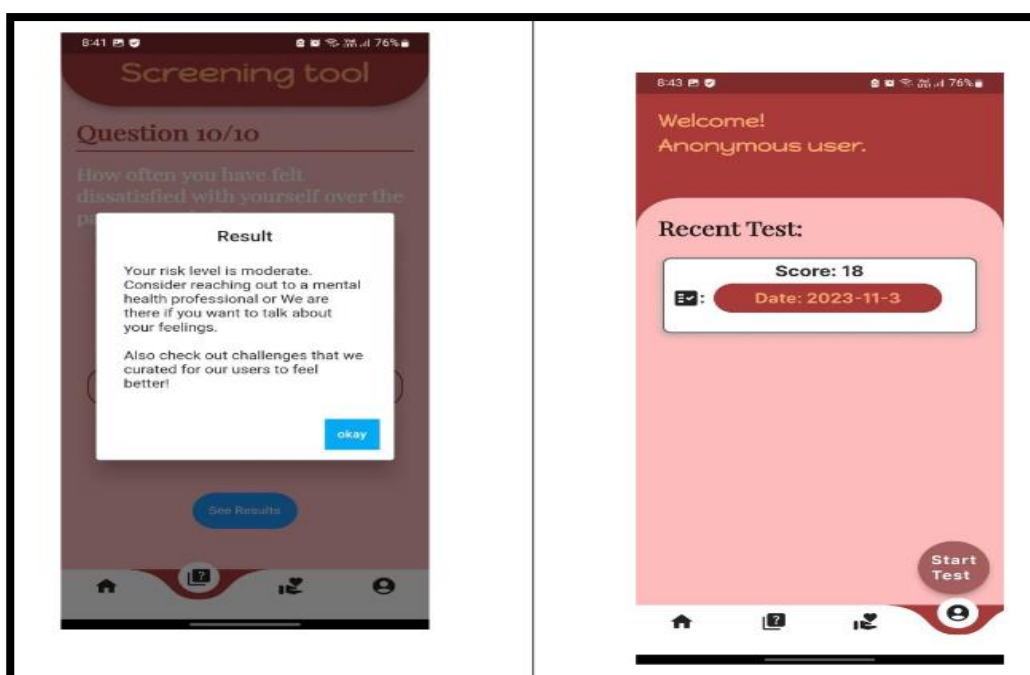 8:41
76%
Screening tool
Question 10/10
How often you have felt
dissatisfied with yourself over the
Result
Your risk level is moderate.
Consider reaching out to a mental
health professional or We are
there if you want to talk about
your feelings.
Also check out challenges that we
curated for our users to feel
better!
okay
See Results
8:43
76%
Welcome!
Anonymous user.
Recent Test:
Score: 18
:
Date: 2023-11-3
Start
Test